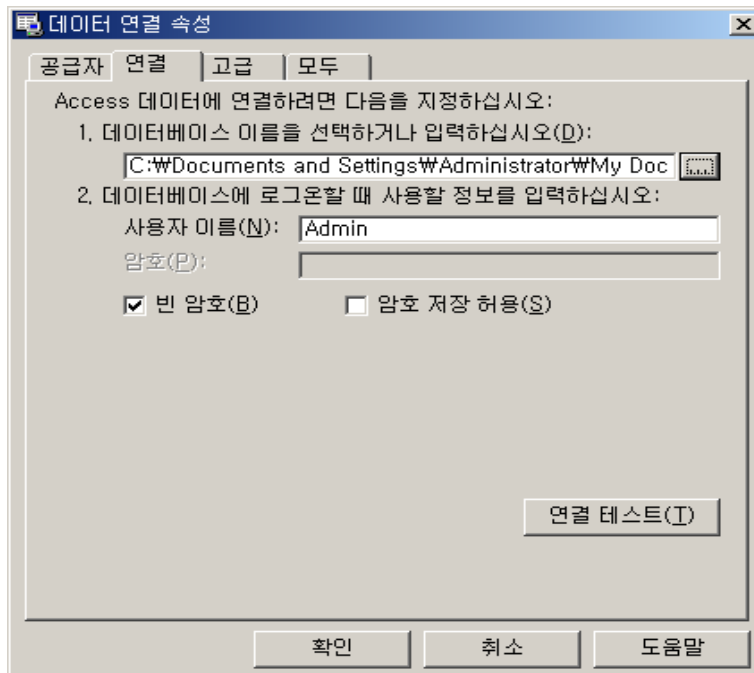 데이터 연결 속성
공급자 연결 고급 모두
Access 데이터에 연결하려면 다음을 지정하십시오:
1. 데이터베이스 이름을 선택하거나 입력하십시오(D):
C:₩Documents and Settings₩Administrator₩My Doc ...
2. 데이터베이스에 로그온할 때 사용할 정보를 입력하십시오:
사용자 이름(N): Admin
암호(P):
빈 암호(B) 암호 저장 허용(S)
연결 테스트(T)
확인 취소 도움말